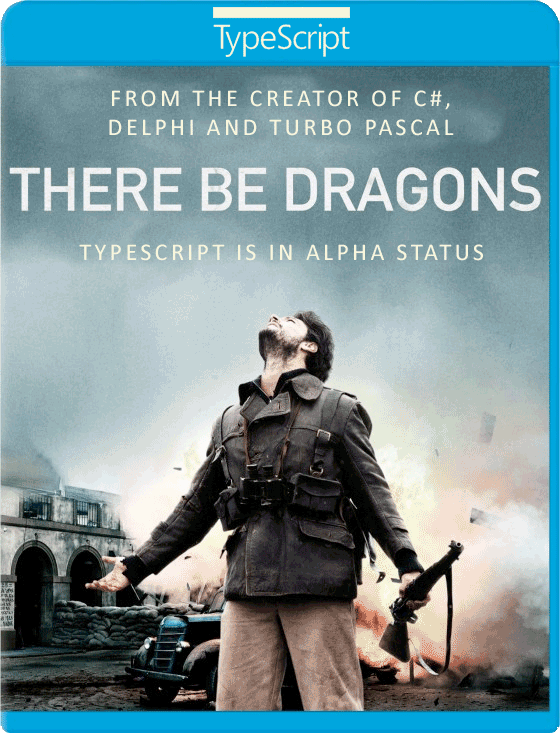 TypeScript
FROM THE CREATOR OF C#,
DELPHI AND TURBO PASCAL
THERE BE DRAGONS
TYPESCRIPT IS IN ALPHA STATUS